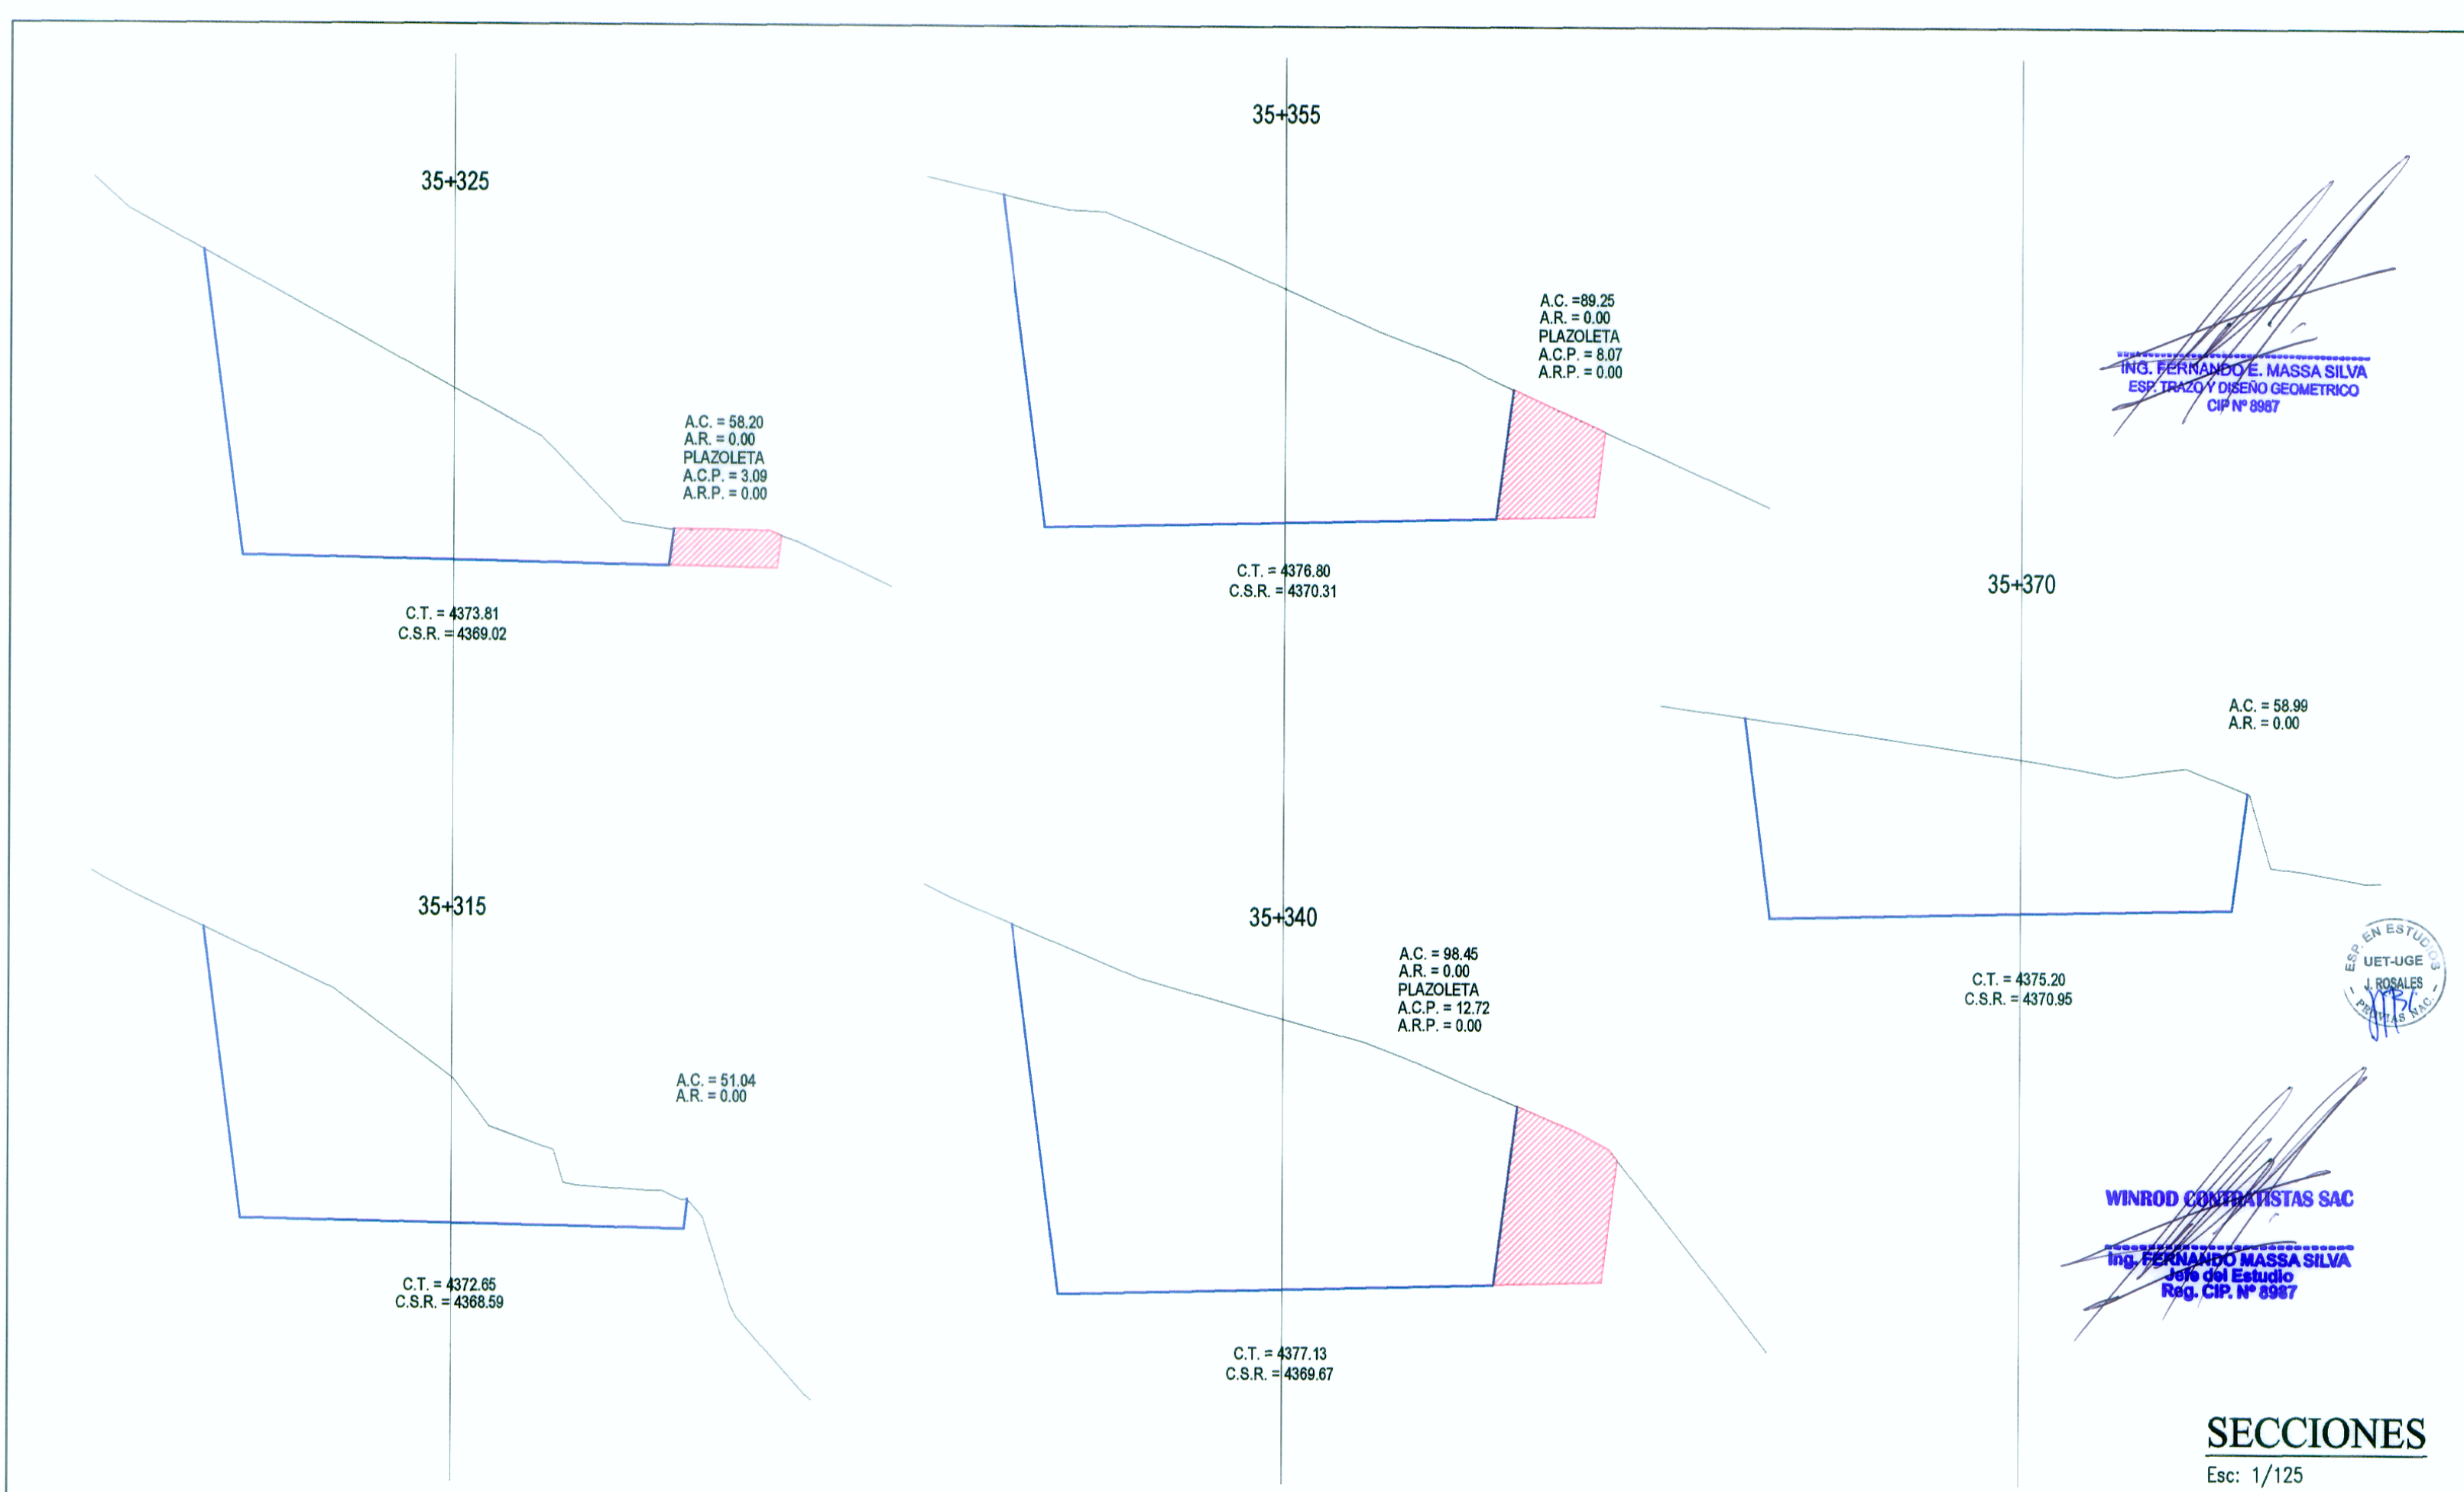 35+325
A.C. = 58.20
A.R. = 0.00
PLAZOLETA
A.C.P. = 3.09
A.R.P. = 0.00
C.T. = 4373.81
C.S.R. = 4369.02
35+315
A.C. = 51.04
A.R. = 0.00
C.T. = 4372.65
C.S.R. = 4368.59
35+355
A.C. =89.25
A.R. = 0.00
PLAZOLETA
A.C.P. = 8.07
A.R.P. = 0.00
C.T. = 4376.80
C.S.R. = 4370.31
35+340
A.C. = 98.45
A.R. = 0.00
PLAZOLETA
A.C.P. = 12.72
A.R.P. = 0.00
C.T. = 4377.13
C.S.R. = 4369.67
35+370
A.C. = 58.99
A.R. = 0.00
C.T. = 4375.20
C.S.R. = 4370.95
ING. FERNANDO E. MASSA SILVA
ESP. TRAZO Y DISEÑO GEOMETRICO
CIP Nº 8987
ESP. EN ESTUDIOS
UET-UGE
J. ROSALES
PROVIAS NAC.
WINROD CONTRATISTAS SAC
Ing. FERNANDO MASSA SILVA
Jefe del Estudio
Reg. CIP. Nº 8987
SECCIONES
Esc: 1/125